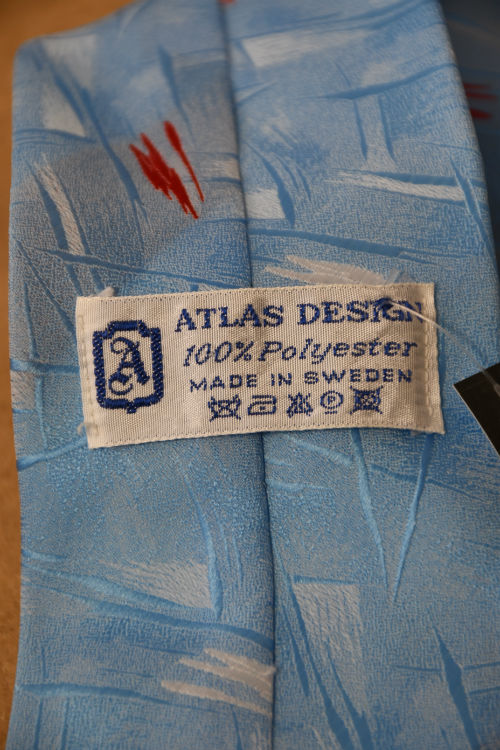 A
ATLAS DESIGN
100% Polyester
MADE IN SWEDEN